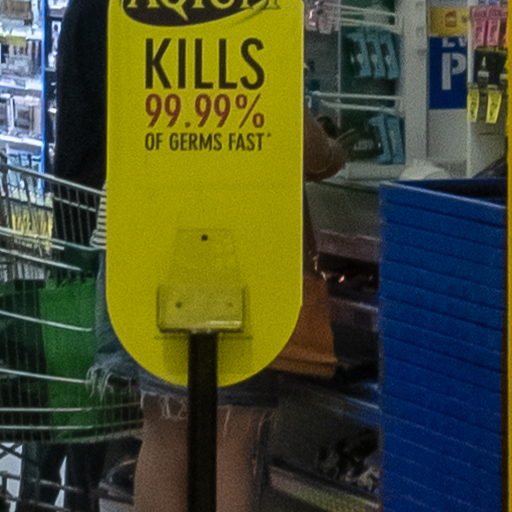 KILLS
99.99%
OF GERMS FAST*